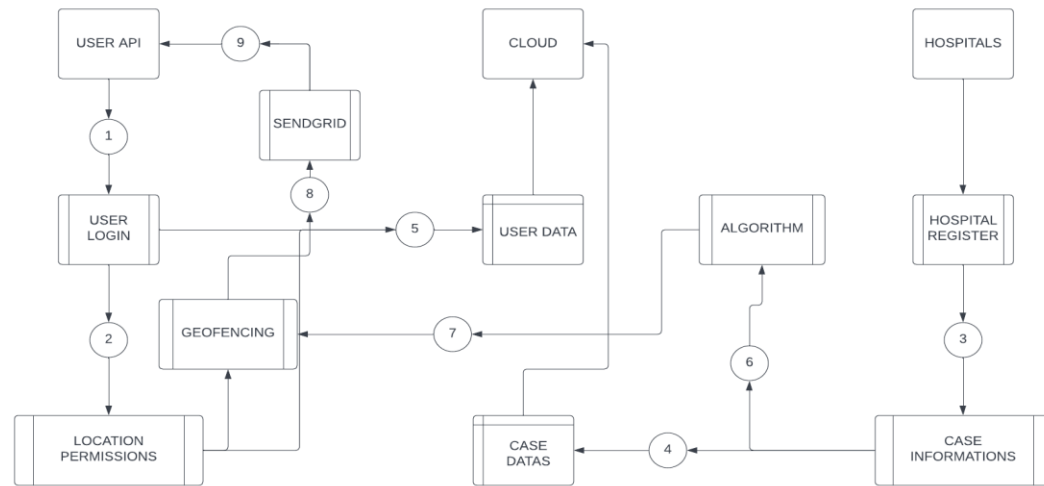 USER API
9
CLOUD
HOSPITALS
SENDGRID
1
8
USER
LOGIN
5
USER DATA
ALGORITHM
HOSPITAL
REGISTER
GEOFENCING
7
2
3
6
LOCATION
PERMISSIONS
CASE
DATAS
4
CASE
INFORMATIONS